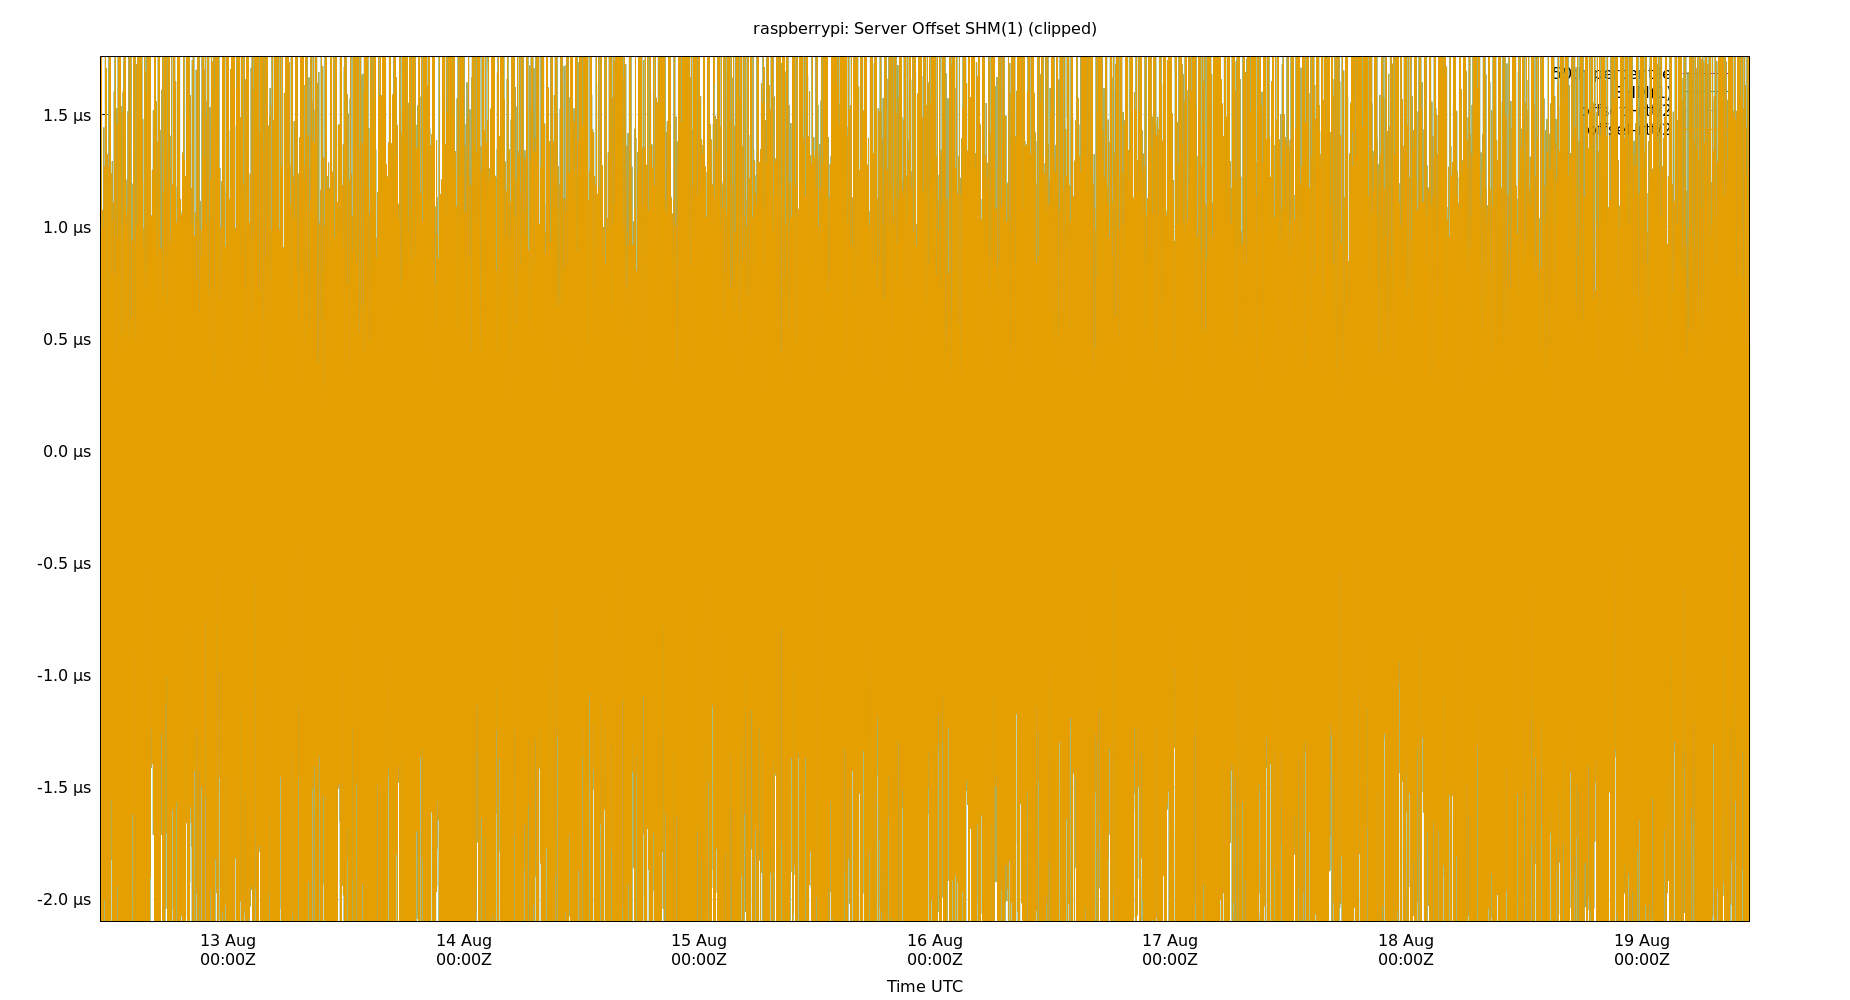 raspberrypi: Server Offset SHM(1) (clipped)
1.5 µs
1.0 µs
0.5 µs
0.0 µs
-0.5 µs
-1.0 µs
-1.5 µs
-2.0 µs
13 Aug 14 Aug 15 Aug 16 Aug 17 Aug 18 Aug 19 Aug
00:00Z 00:00Z 00:00Z 00:00Z 00:00Z 00:00Z 00:00Z
Time UTC